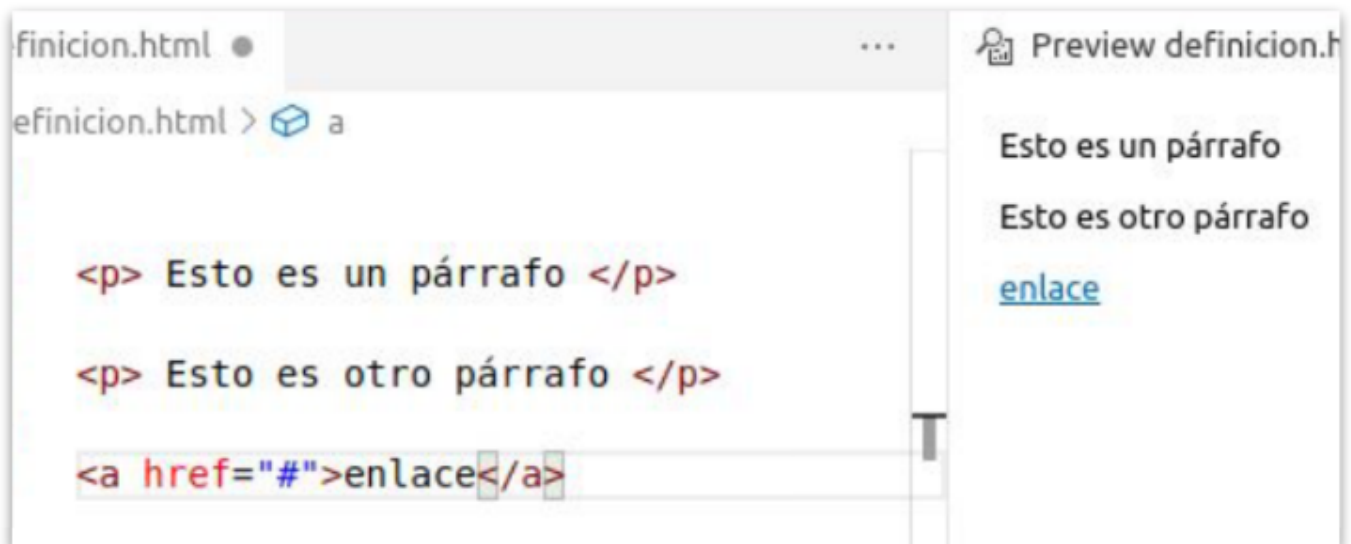 finicion.html ●
...
efinicion.html > a
<p> Esto es un párrafo </p>
<p> Esto es otro párrafo </p>
<a href="#">enlace</a>
Preview definicion.h
Esto es un párrafo
Esto es otro párrafo
enlace